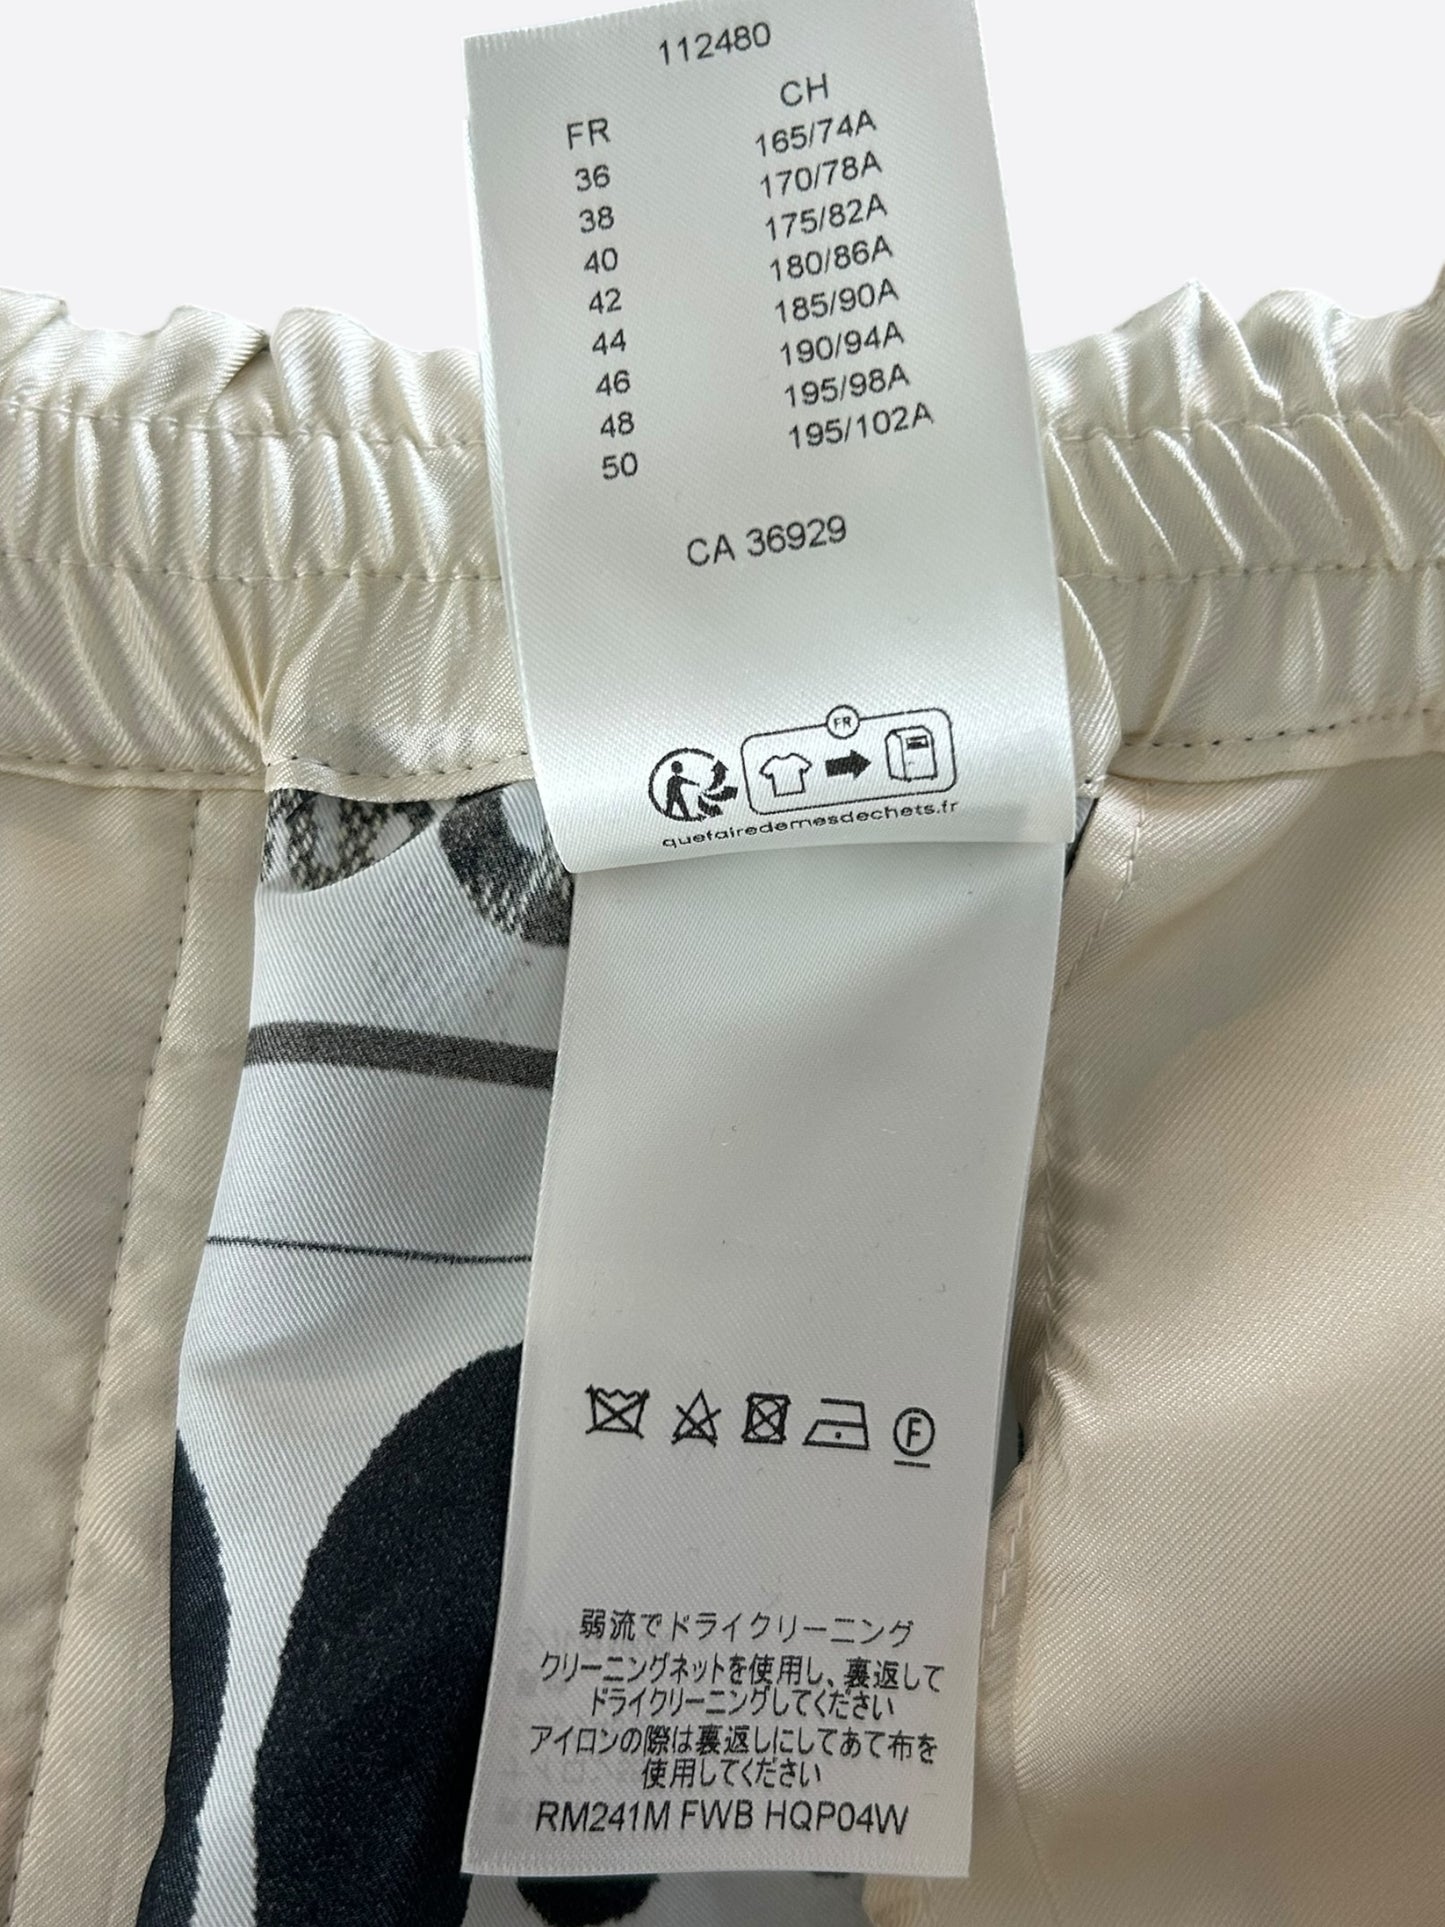 112480
FR CH
36 165/74A
38 170/78A
40 175/82A
42 180/86A
44 185/90A
46 190/94A
48 195/98A
50 195/102A
CA 36929
FR
quefairedemesdechets.fr
F
弱流でドライクリーニング
クリーニングネットを使用し、裏返して
ドライクリーニングしてください
アイロンの際は裏返しにしてあて布を
使用してください
RM241M FWB HQP04W